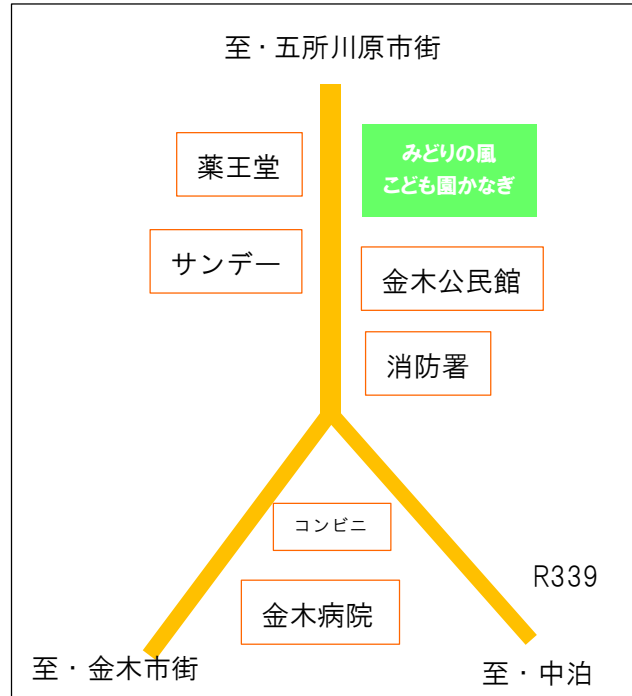 至・五所川原市街
薬王堂
みどりの風
こども園かなぎ
サンデー
金木公民館
消防署
コンビニ
R339
金木病院
至・金木市街
至・中泊